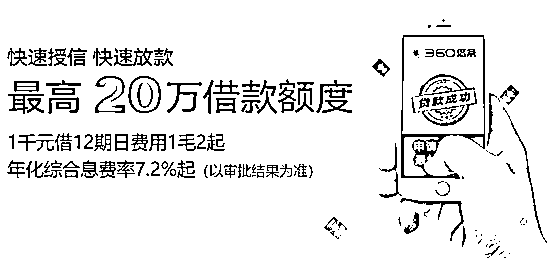 快速授信 快速放款
最高20万借款额度
1千元借12期日费用1毛2起
年化综合息费率7.2%起 (以审批结果为准)
360借条
贷款成功